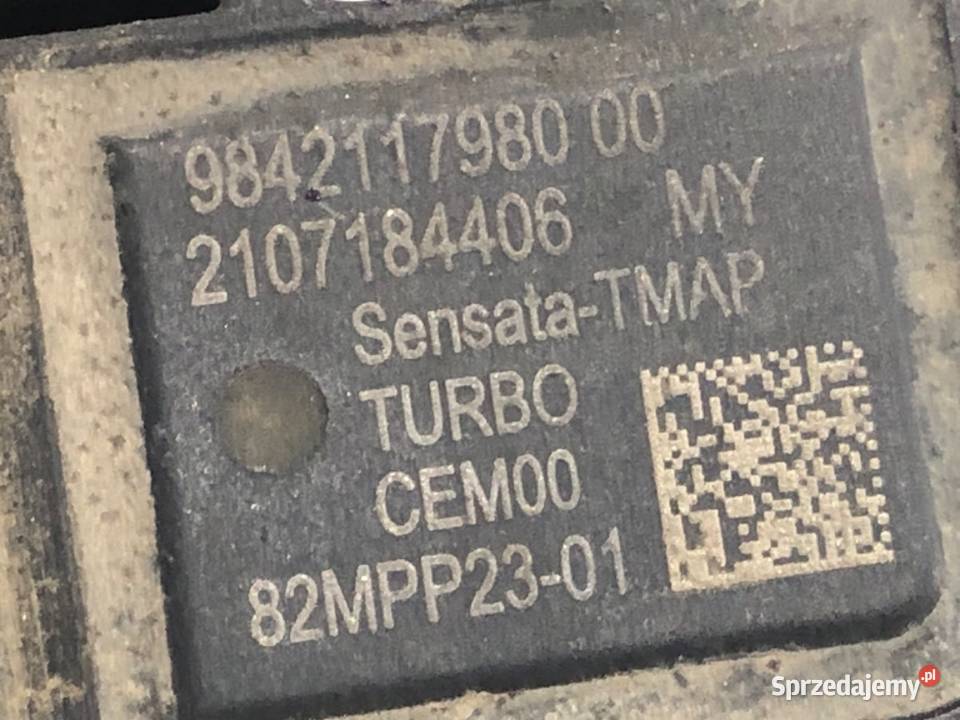 9842117980 00
2107184406 MY
Sensata-TMAP
TURBO
CEM00
82MPP23-01
Sprzedajemy.pl